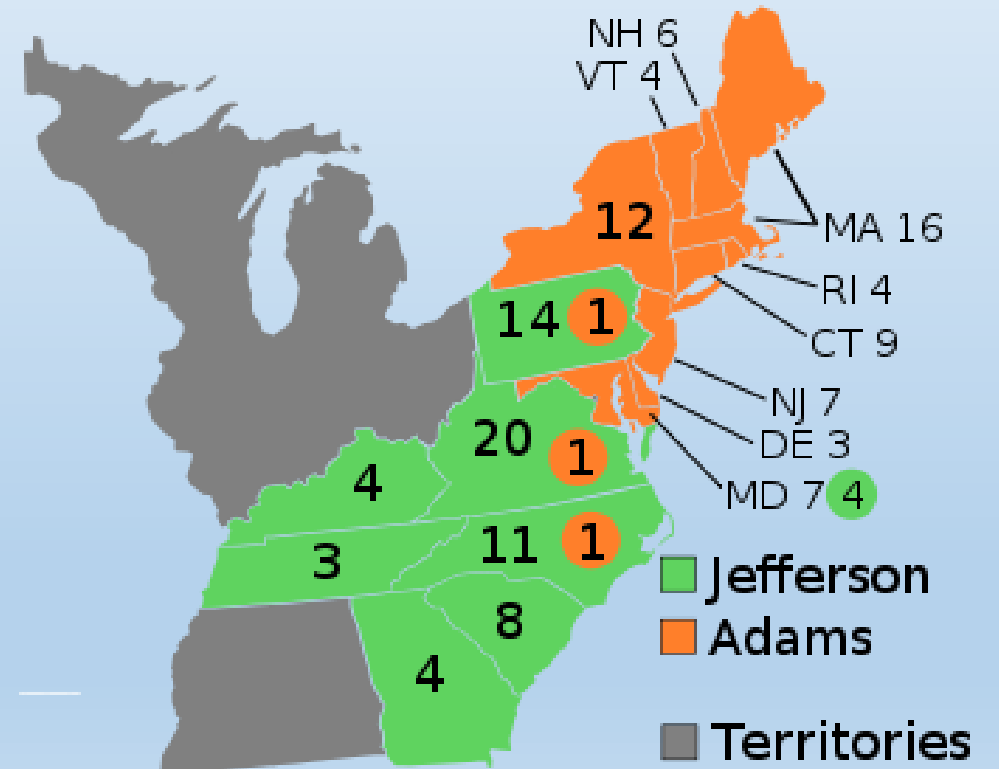 NH 6
VT 4
12
MA 16
RI 4
14 1
CT 9
NJ 7
20 1
DE 3
4
MD 7 4
3
11 1
8
4
Jefferson
Adams
Territories